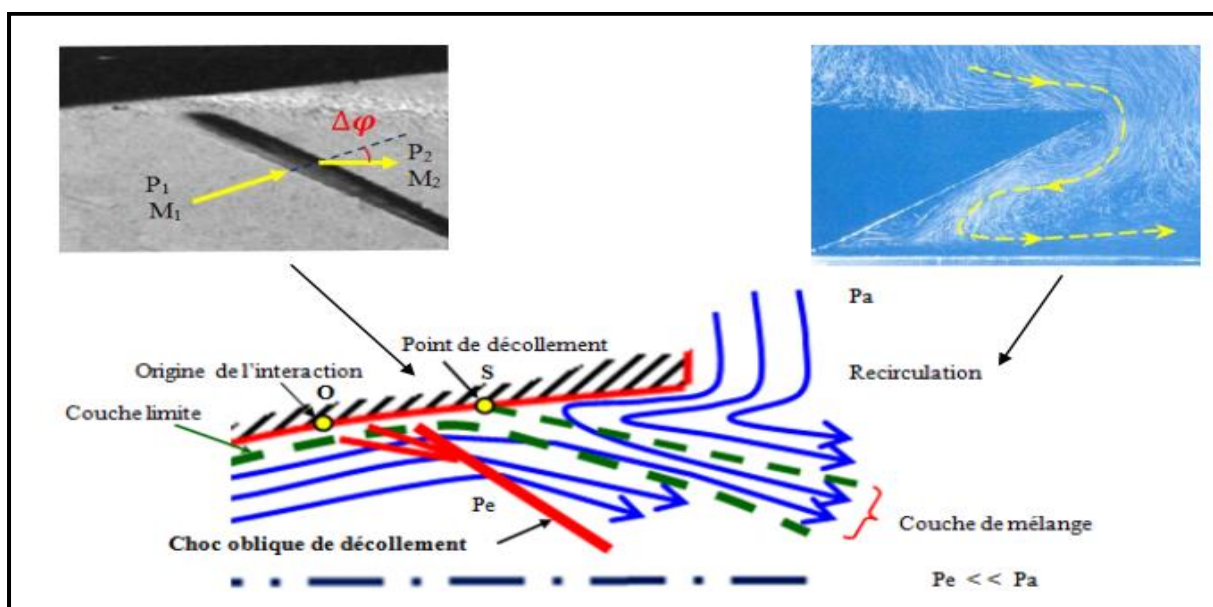 Δφ
P₂
M₂
P₁
M₁
Pa
Point de décollement
S
Origine de l'interaction
O
Recirculation
Couche limite
Pe
Choc oblique de décollement
Couche de mélange
Pe << Pa